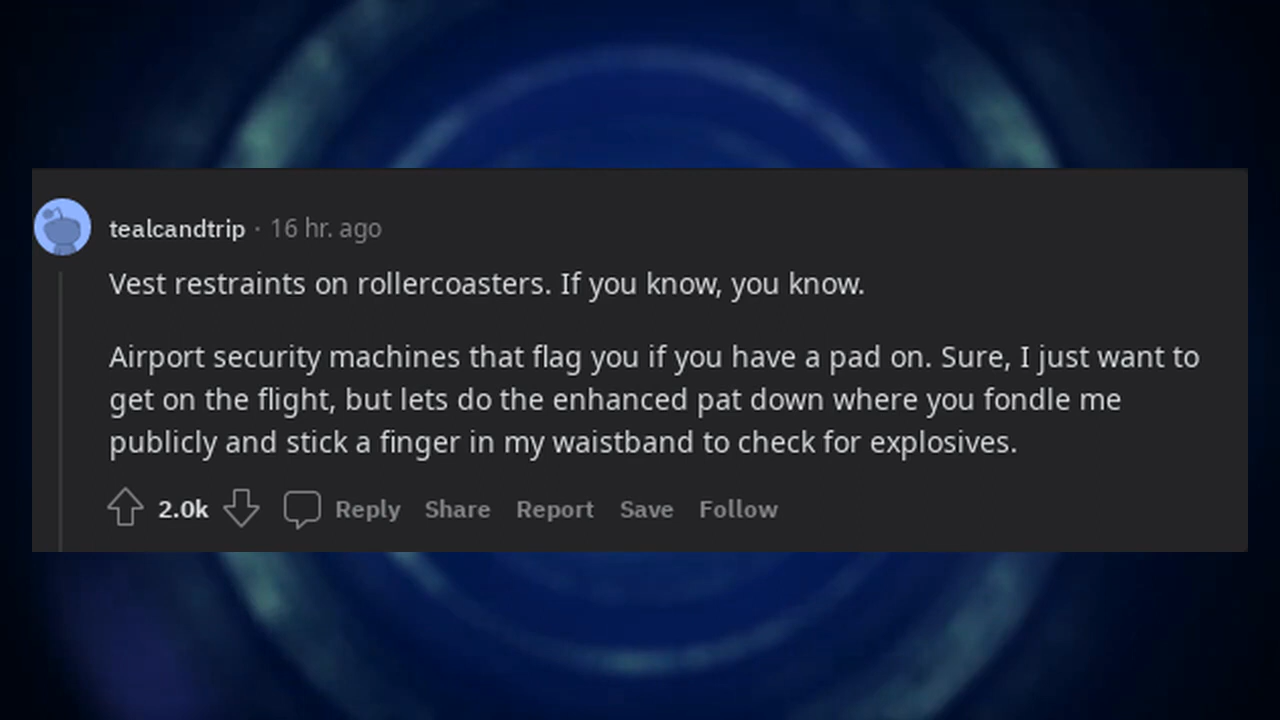 tealcandtrip · 16 hr. ago
Vest restraints on rollercoasters. If you know, you know.
Airport security machines that flag you if you have a pad on. Sure, I just want to
get on the flight, but lets do the enhanced pat down where you fondle me
publicly and stick a finger in my waistband to check for explosives.
2.0k Reply Share Report Save Follow